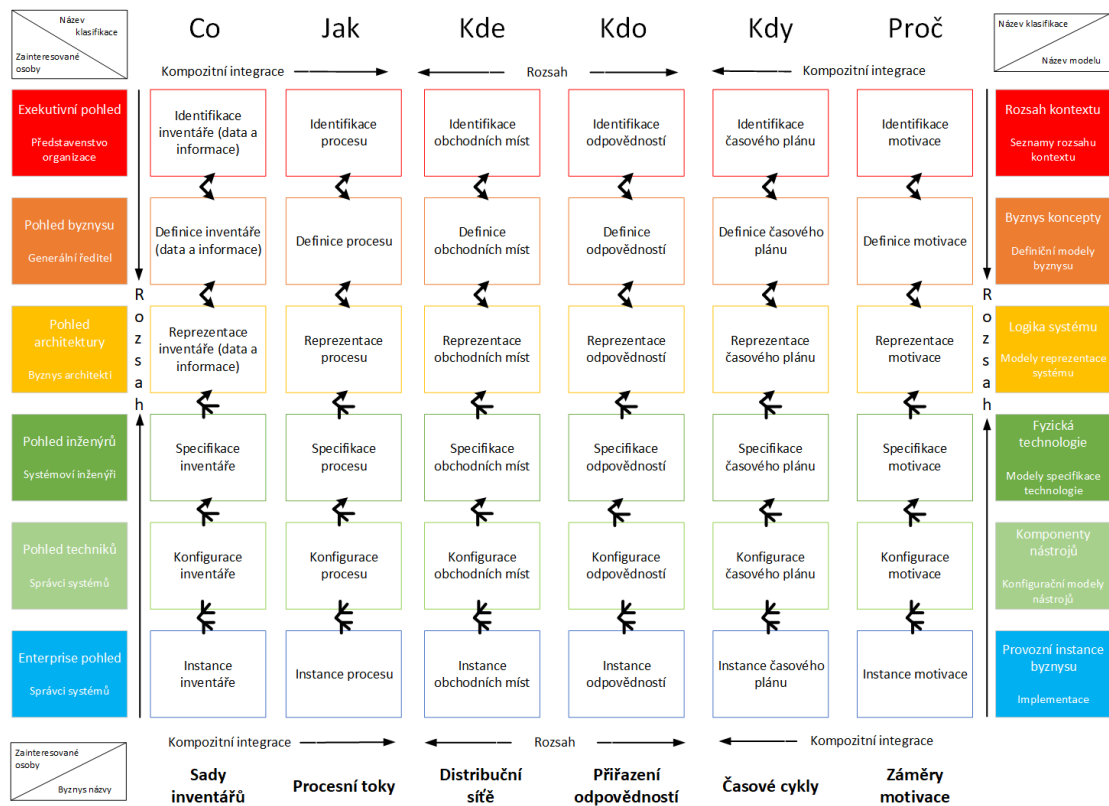 Název
klasifikace
Zainteresované
osoby
Co
Jak
Kde
Kdo
Kdy
Proč
Název klasifikace
Název modelu
Kompozitní integrace
Rozsah
Kompozitní integrace
Exekutivní pohled
Představenstvo
organizace
Identifikace
inventáře (data a
informace)
Identifikace
procesu
Identifikace
obchodních míst
Identifikace
odpovědností
Identifikace
časového plánu
Identifikace
motivace
Rozsah kontextu
Seznamy rozsahu
kontextu
Pohled byznysu
Generální ředitel
Definice inventáře
(data a informace)
Definice procesu
Definice
obchodních míst
Definice
odpovědností
Definice časového
plánu
Definice motivace
Byznys koncepty
Definiční modely
byznysu
Rozsah
Rozsah
Pohled
architektury
Byznys architekti
Reprezentace
inventáře (data a
informace)
Reprezentace
procesu
Reprezentace
obchodních míst
Reprezentace
odpovědností
Reprezentace
časového plánu
Reprezentace
motivace
Logika systému
Modely reprezentace
systému
Pohled inženýrů
Systémoví inženýři
Specifikace
inventáře
Specifikace
procesu
Specifikace
obchodních míst
Specifikace
odpovědností
Specifikace
časového plánu
Specifikace
motivace
Fyzická
technologie
Modely specifikace
technologie
Pohled techniků
Správci systémů
Konfigurace
inventáře
Konfigurace
procesu
Konfigurace
obchodních míst
Konfigurace
odpovědností
Konfigurace
časového plánu
Konfigurace
motivace
Komponenty
nástrojů
Konfigurační modely
nástrojů
Enterprise pohled
Správci systémů
Instance
inventáře
Instance procesu
Instance
obchodních míst
Instance
odpovědností
Instance časového
plánu
Instance motivace
Provozní instance
byznysu
Implementace
Zainteresované
osoby
Byznys názvy
Kompozitní integrace
Rozsah
Kompozitní integrace
Sady
inventářů
Procesní toky
Distribuční
síťě
Přiřazení
odpovědností
Časové cykly
Záměry
motivace